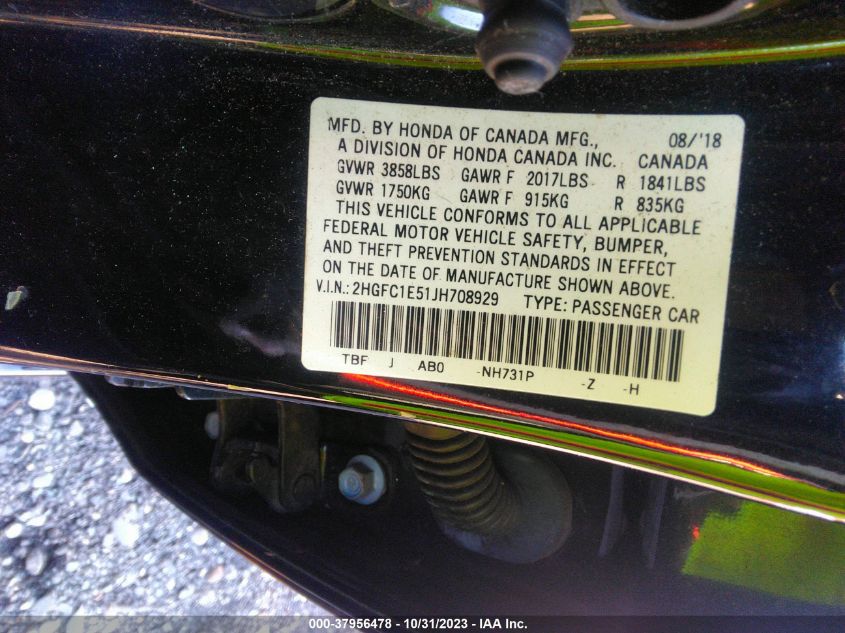 MFD. BY HONDA OF CANADA MFG., 08/'18
A DIVISION OF HONDA CANADA INC. CANADA
GVWR 3858LBS GAWR F 2017LBS R 1841LBS
GVWR 1750KG GAWR F 915KG R 835KG
THIS VEHICLE CONFORMS TO ALL APPLICABLE
FEDERAL MOTOR VEHICLE SAFETY, BUMPER,
AND THEFT PREVENTION STANDARDS IN EFFECT
ON THE DATE OF MANUFACTURE SHOWN ABOVE.
V.I.N.: 2HGFC1E51JH708929 TYPE: PASSENGER CAR
TBF J AB0 -NH731P -Z -H
000-37956478 - 10/31/2023 - IAA Inc.